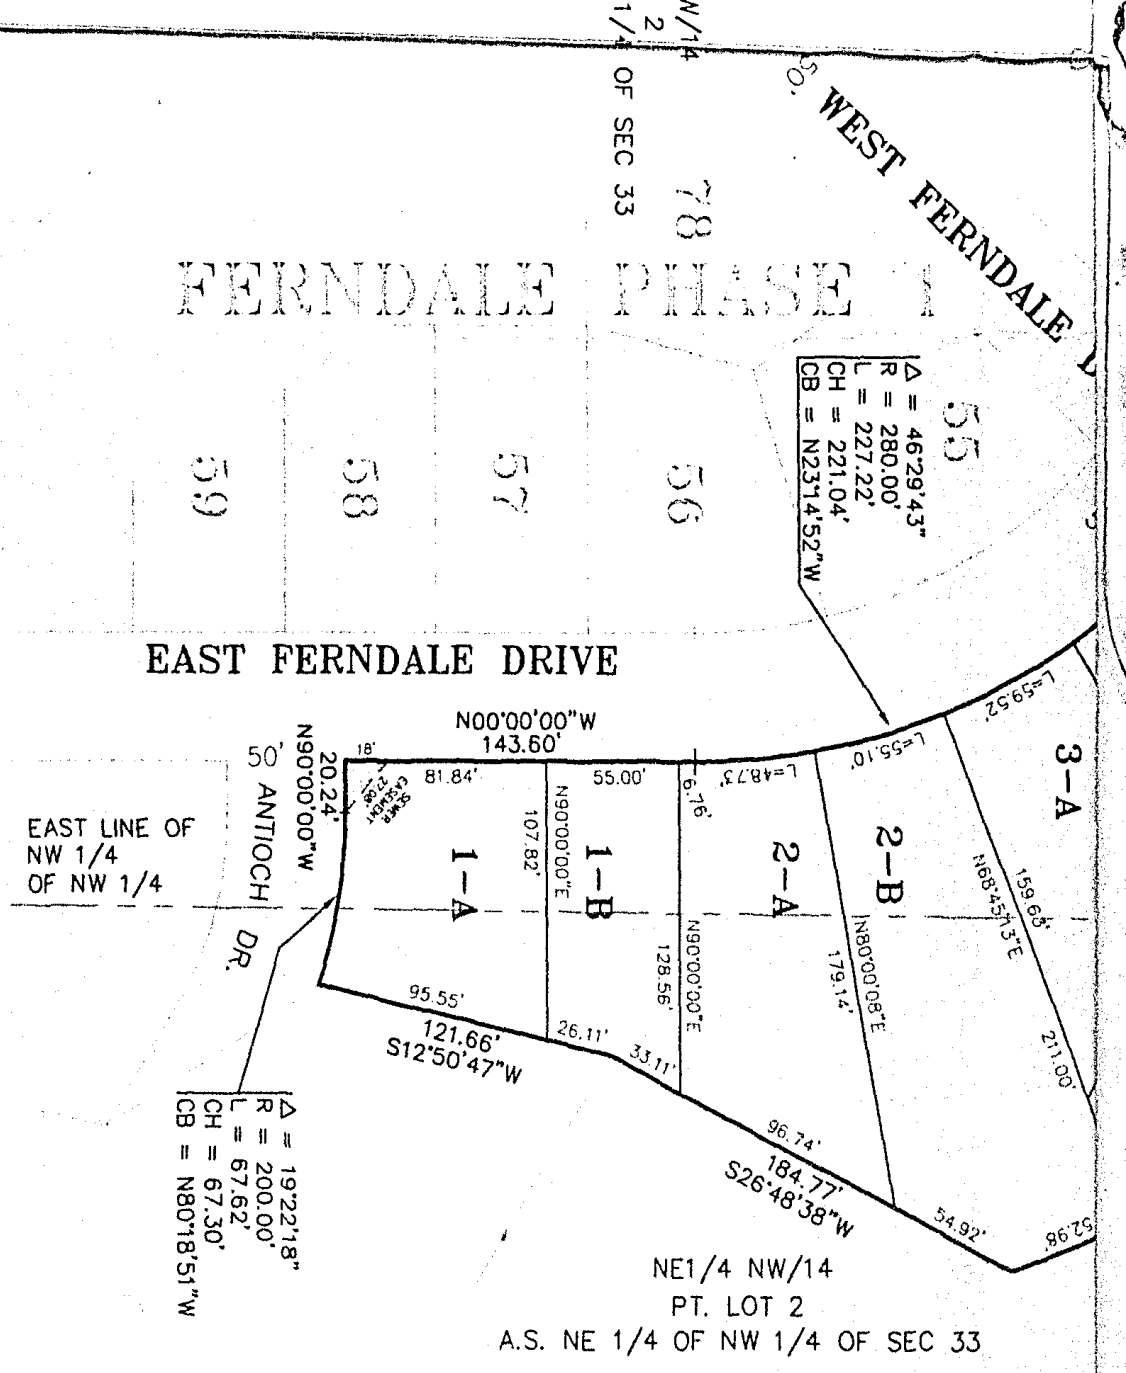 W/14
2
1/4 OF SEC 33
50'
WEST FERNDALE
78
FERNDALE PHASE 1
55
56
57
58
59
Δ = 46°29'43"
R = 280.00'
L = 227.22'
CH = 221.04'
CB = N23°14'52"W
EAST FERNDALE DRIVE
N00°00'00"W
143.60'
18'
81.84'
55.00'
6.76'
L=48.73'
L=55.10'
L=59.52'
3-A
2-B
2-A
1-B
1-A
SEWER
EASEMENT
27.08'
N90°00'00"E
107.82'
N90°00'00"E
128.56'
N80°00'08"E
179.14'
N68°45'13"E
159.68'
211.00'
20.24'
N90°00'00"W
50' ANTIOCH DR.
EAST LINE OF
NW 1/4
OF NW 1/4
95.55'
121.66'
S12°50'47"W
26.11'
33.11'
96.74'
184.77'
S26°48'38"W
54.92'
52.98'
Δ = 19°22'18"
R = 200.00'
L = 67.62'
CH = 67.30'
CB = N80°18'51"W
NE1/4 NW/14
PT. LOT 2
A.S. NE 1/4 OF NW 1/4 OF SEC 33